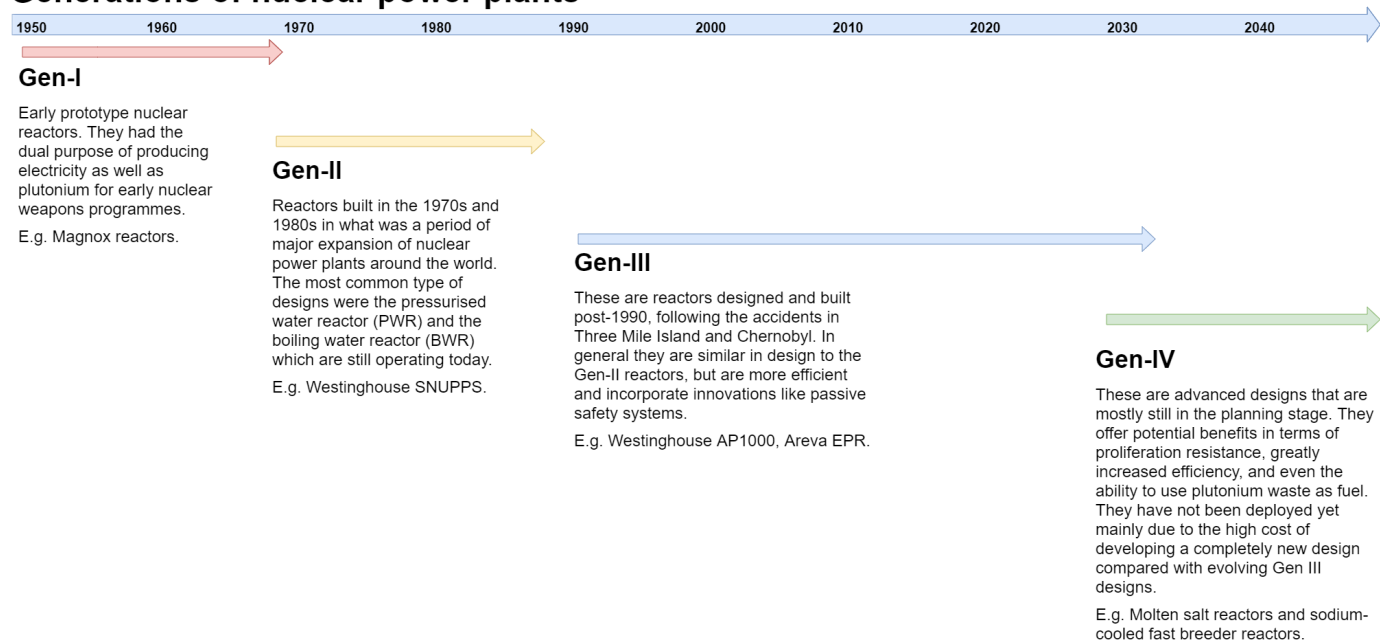 Generations of nuclear power plants
1950 1960 1970 1980 1990 2000 2010 2020 2030 2040
Gen-I
Early prototype nuclear
reactors. They had the
dual purpose of producing
electricity as well as
plutonium for early nuclear
weapons programmes.
E.g. Magnox reactors.
Gen-II
Reactors built in the 1970s and
1980s in what was a period of
major expansion of nuclear
power plants around the world.
The most common type of
designs were the pressurised
water reactor (PWR) and the
boiling water reactor (BWR)
which are still operating today.
E.g. Westinghouse SNUPPS.
Gen-III
These are reactors designed and built
post-1990, following the accidents in
Three Mile Island and Chernobyl. In
general they are similar in design to the
Gen-II reactors, but are more efficient
and incorporate innovations like passive
safety systems.
E.g. Westinghouse AP1000, Areva EPR.
Gen-IV
These are advanced designs that are
mostly still in the planning stage. They
offer potential benefits in terms of
proliferation resistance, greatly
increased efficiency, and even the
ability to use plutonium waste as fuel.
They have not been deployed yet
mainly due to the high cost of
developing a completely new design
compared with evolving Gen III
designs.
E.g. Molten salt reactors and sodium-
cooled fast breeder reactors.